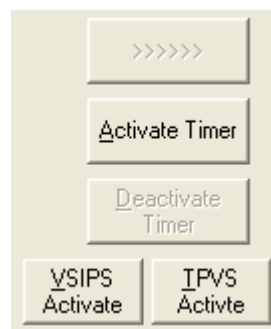 >>>>>>
Activate Timer
Deactivate
Timer
VSIPS
Activate
TPVS
Activte